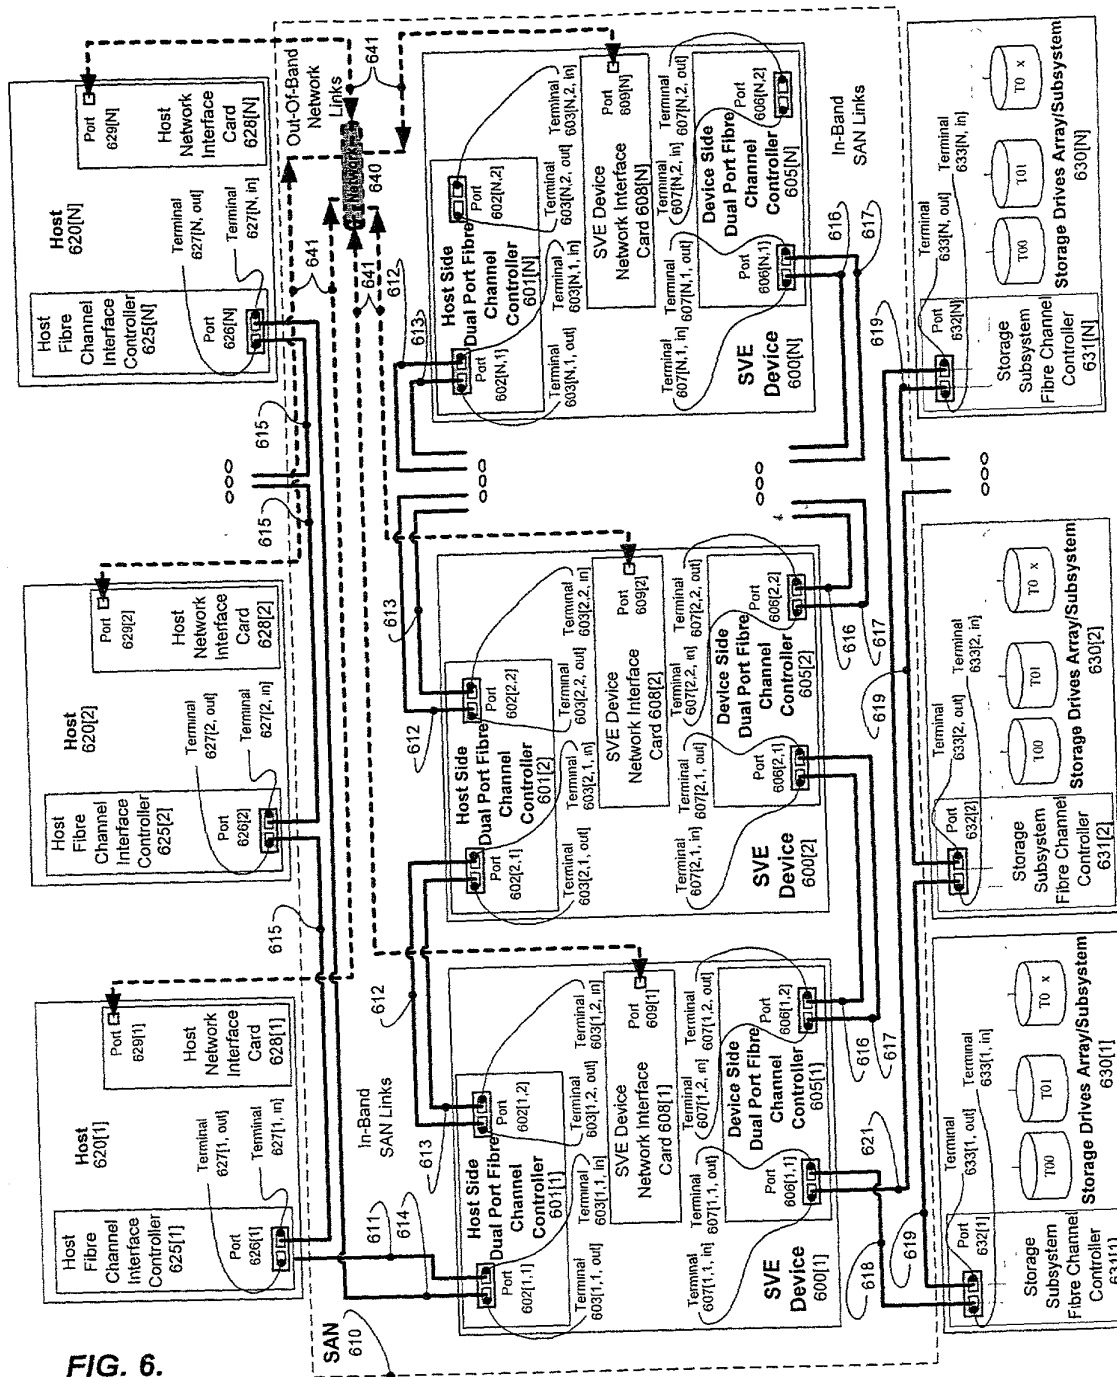 Host
620[1]
Host
Fibre
Channel
Interface
Controller
625[1]
Port
626[1]
Terminal
627[1, out]
Terminal
627[1, in]
Port
629[1]
Host
Network
Interface
Card
628[1]
Host
620[2]
Host
Fibre
Channel
Interface
Controller
625[2]
Port
626[2]
Terminal
627[2, out]
Terminal
627[2, in]
Port
629[2]
Host
Network
Interface
Card
628[2]
Host
620[N]
Host
Fibre
Channel
Interface
Controller
625[N]
Port
626[N]
Terminal
627[N, out]
Terminal
627[N, in]
Port
629[N]
Host
Network
Interface
Card
628[N]
615
615
615
641
641
641
Out-Of-Band
Network
Links
Network
640
SAN
610
611
614
In-Band
SAN Links
613
612
612
613
613
612
Host Side
Dual Port Fibre
Channel
Controller
601[1]
Port
602[1,1]
Port
602[1,2]
Terminal
603[1,1, out]
Terminal
603[1,1, in]
Terminal
603[1,2, out]
Terminal
603[1,2, in]
SVE Device
Network Interface
Card 608[1]
Port
609[1]
Terminal
607[1,1, in]
Terminal
607[1,1, out]
Terminal
607[1,2, in]
Terminal
607[1,2, out]
Device Side
Dual Port Fibre
Channel
Controller
605[1]
Port
606[1,1]
Port
606[1,2]
SVE
Device
600[1]
Host Side
Dual Port Fibre
Channel
Controller
601[2]
Port
602[2,1]
Port
602[2,2]
Terminal
603[2,1, out]
Terminal
603[2,1, in]
Terminal
603[2,2, out]
Terminal
603[2,2, in]
SVE Device
Network Interface
Card 608[2]
Port
609[2]
Terminal
607[2,1, in]
Terminal
607[2,1, out]
Terminal
607[2,2, in]
Terminal
607[2,2, out]
Device Side
Dual Port Fibre
Channel
Controller
605[2]
Port
606[2,1]
Port
606[2,2]
SVE
Device
600[2]
Host Side
Dual Port Fibre
Channel
Controller
601[N]
Port
602[N,1]
Port
602[N,2]
Terminal
603[N,1, out]
Terminal
603[N,1, in]
Terminal
603[N,2, out]
Terminal
603[N,2, in]
SVE Device
Network Interface
Card 608[N]
Port
609[N]
Terminal
607[N,1, in]
Terminal
607[N,1, out]
Terminal
607[N,2, in]
Terminal
607[N,2, out]
Device Side
Dual Port Fibre
Channel
Controller
605[N]
Port
606[N,1]
Port
606[N,2]
SVE
Device
600[N]
618
619
621
616
617
619
616
617
619
616
617
In-Band
SAN Links
Port
632[1]
Terminal
633[1, out]
Terminal
633[1, in]
Storage
Subsystem
Fibre Channel
Controller
631[1]
T00
T01
T0 x
Storage Drives Array/Subsystem
630[1]
Port
632[2]
Terminal
633[2, out]
Terminal
633[2, in]
Storage
Subsystem
Fibre Channel
Controller
631[2]
T00
T01
T0 x
Storage Drives Array/Subsystem
630[2]
Port
632[N]
Terminal
633[N, out]
Terminal
633[N, in]
Storage
Subsystem
Fibre Channel
Controller
631[N]
T00
T01
T0 x
Storage Drives Array/Subsystem
630[N]
FIG. 6.